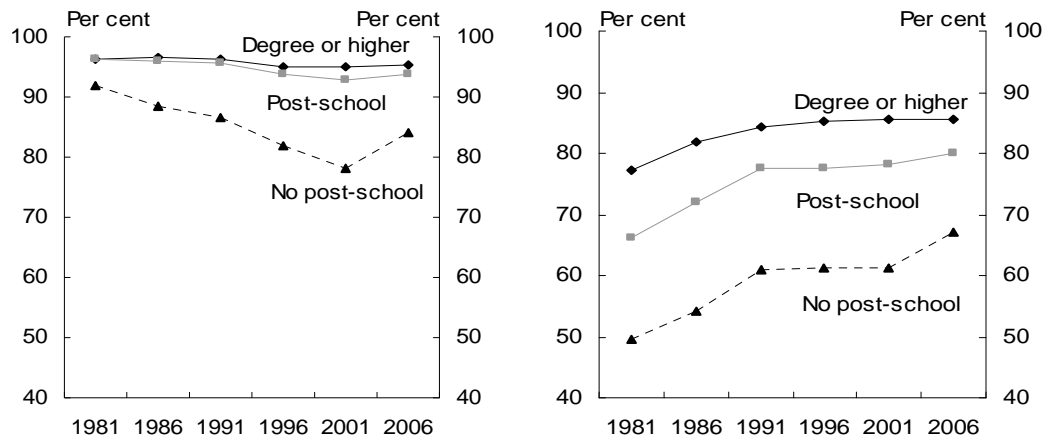 Per cent Per cent
100 100
Degree or higher
90 90
Post-school
80 80
No post-school
70 70
60 60
50 50
40 40
1981 1986 1991 1996 2001 2006
Per cent Per cent
100 100
90 90
Degree or higher
80 80
Post-school
70 70
60 60
No post-school
50 50
40 40
1981 1986 1991 1996 2001 2006